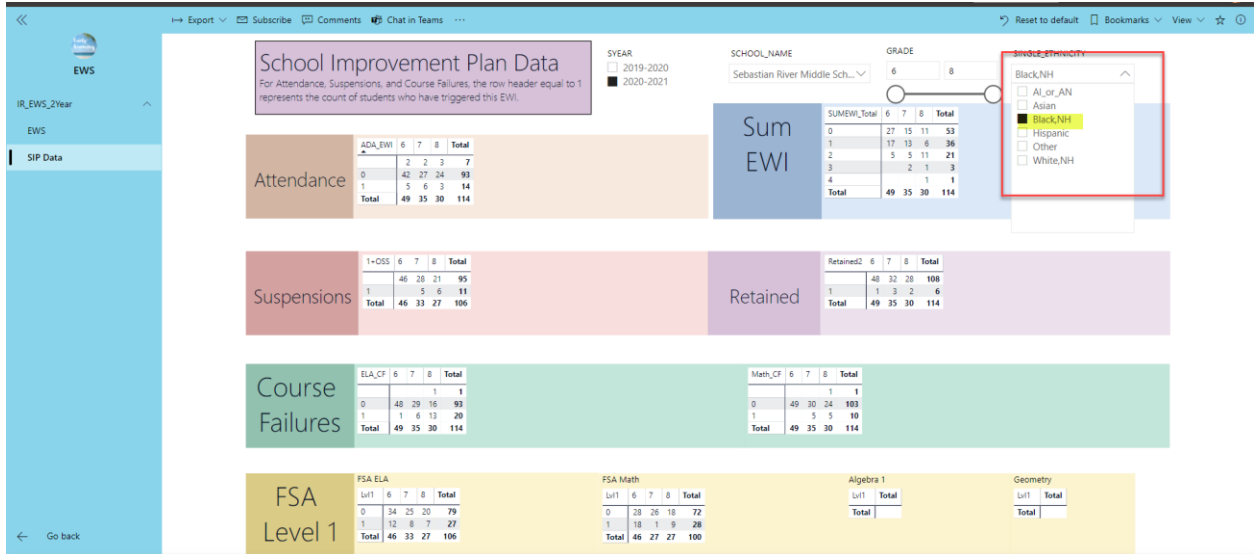 Export Subscribe Comments Chat in Teams ... Reset to default Bookmarks View
EWS
IR_EWS_2Year
EWS
SIP Data
Go back
School Improvement Plan Data
For Attendance, Suspensions, and Course Failures, the row header equal to 1
represents the count of students who have triggered this EWI.
SYEAR
2019-2020
2020-2021
SCHOOL_NAME
Sebastian River Middle Sch...
GRADE
6 8
SINGLE_ETHNICITY
Black,NH
AI_or_AN
Asian
Black,NH
Hispanic
Other
White,NH
Attendance
ADA_EWI 6 7 8 Total
2 2 3 7
0 42 27 24 93
1 5 6 3 14
Total 49 35 30 114
Sum
EWI
SUMEWI_Total 6 7 8 Total
0 27 15 11 53
1 17 13 6 36
2 5 5 11 21
3 2 1 3
4 1 1
Total 49 35 30 114
Suspensions
1+OSS 6 7 8 Total
46 28 21 95
1 5 6 11
Total 46 33 27 106
Retained
Retained2 6 7 8 Total
48 32 28 108
1 1 3 2 6
Total 49 35 30 114
Course
Failures
ELA_CF 6 7 8 Total
1 1
0 48 29 16 93
1 1 6 13 20
Total 49 35 30 114
Math_CF 6 7 8 Total
1 1
0 49 30 24 103
1 5 5 10
Total 49 35 30 114
FSA
Level 1
FSA ELA
Lvl1 6 7 8 Total
0 34 25 20 79
1 12 8 7 27
Total 46 33 27 106
FSA Math
Lvl1 6 7 8 Total
0 28 26 18 72
1 18 1 9 28
Total 46 27 27 100
Algebra 1
Lvl1 Total
Total
Geometry
Lvl1 Total
Total